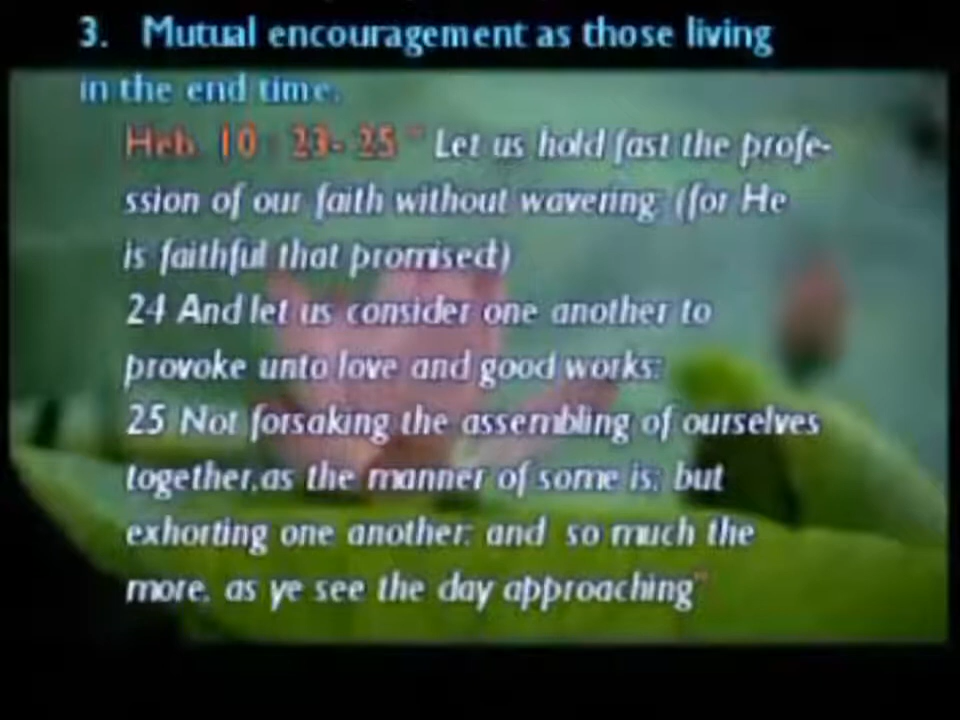 3. Mutual encouragement as those living
in the end time.
Heb. 10 : 23- 25 " Let us hold fast the profe-
ssion of our faith without wavering; (for He
is faithful that promised;)
24 And let us consider one another to
provoke unto love and good works:
25 Not forsaking the assembling of ourselves
together,as the manner of some is; but
exhorting one another: and so much the
more, as ye see the day approaching"